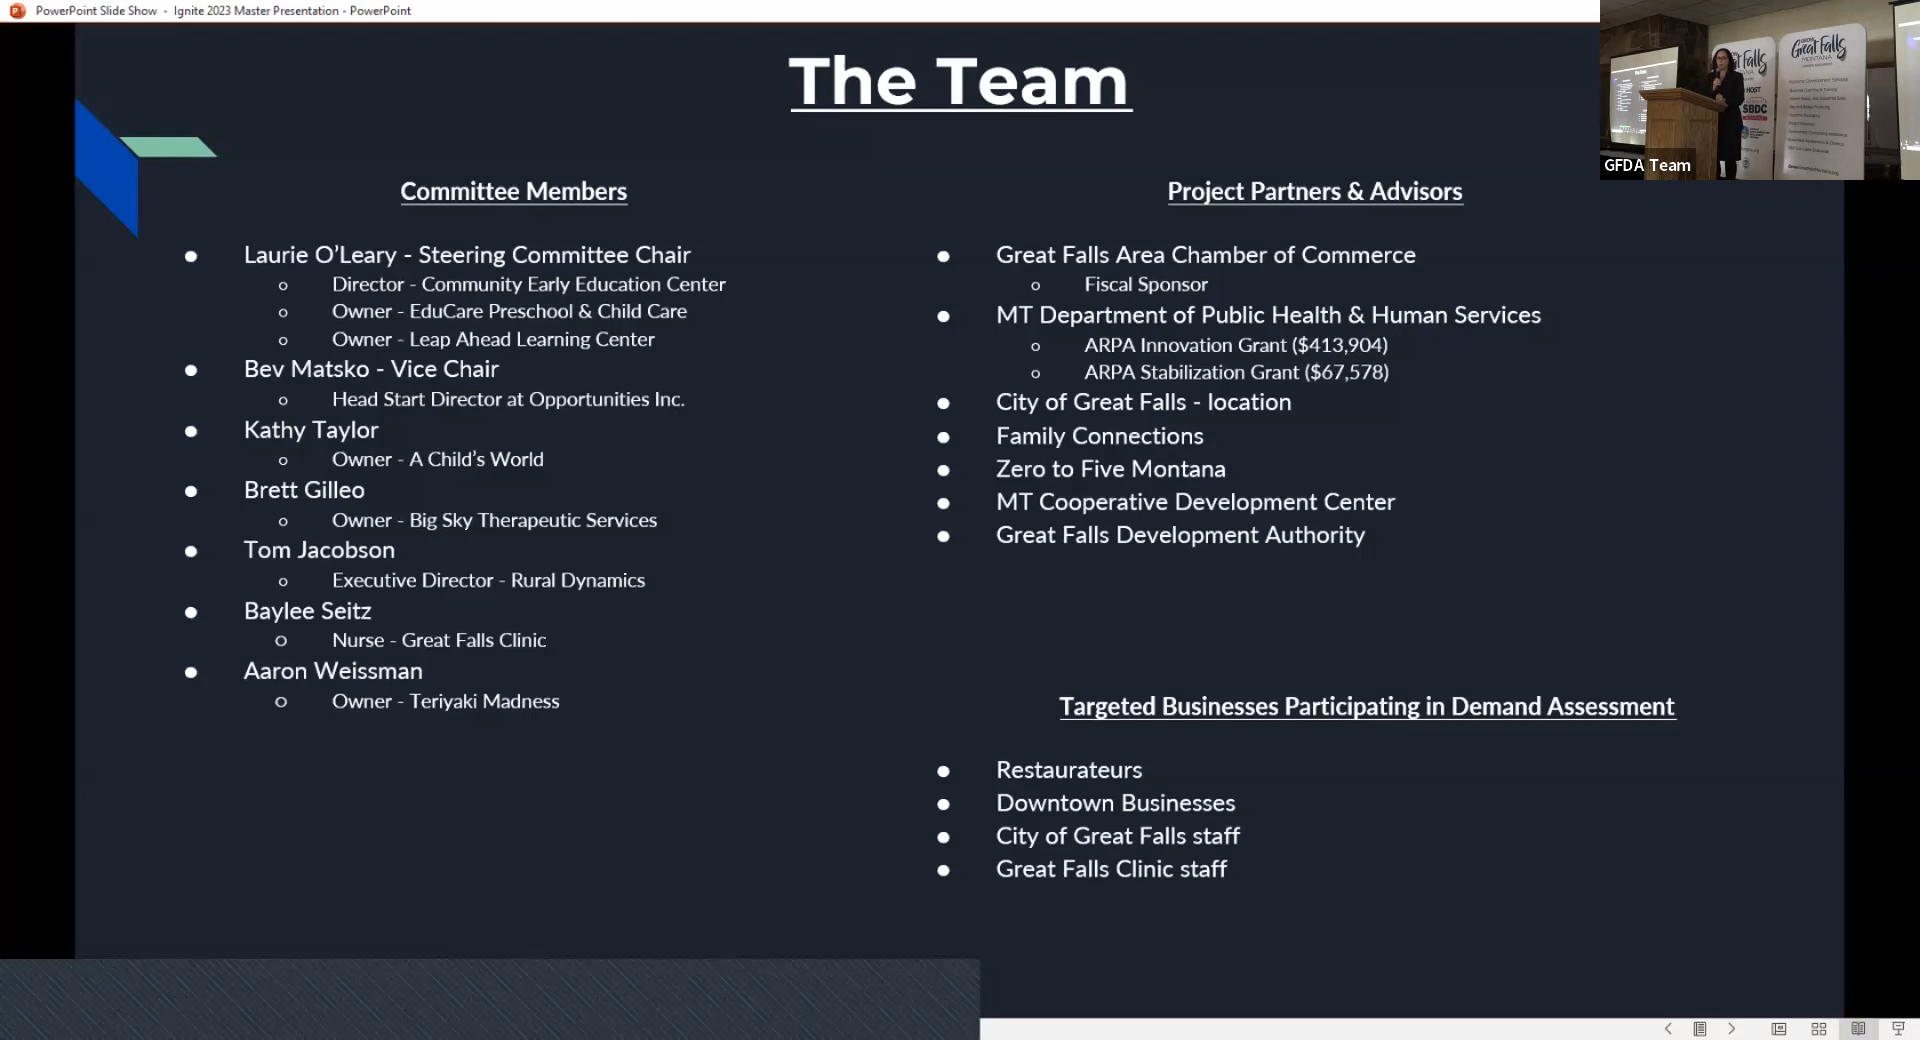 PowerPoint Slide Show - Ignite 2023 Master Presentation - PowerPoint
The Team
Committee Members
Laurie O’Leary - Steering Committee Chair
Director - Community Early Education Center
Owner - EduCare Preschool & Child Care
Owner - Leap Ahead Learning Center
Bev Matsko - Vice Chair
Head Start Director at Opportunities Inc.
Kathy Taylor
Owner - A Child’s World
Brett Gilleo
Owner - Big Sky Therapeutic Services
Tom Jacobson
Executive Director - Rural Dynamics
Baylee Seitz
Nurse - Great Falls Clinic
Aaron Weissman
Owner - Teriyaki Madness
Project Partners & Advisors
Great Falls Area Chamber of Commerce
Fiscal Sponsor
MT Department of Public Health & Human Services
ARPA Innovation Grant ($413,904)
ARPA Stabilization Grant ($67,578)
City of Great Falls - location
Family Connections
Zero to Five Montana
MT Cooperative Development Center
Great Falls Development Authority
Targeted Businesses Participating in Demand Assessment
Restaurateurs
Downtown Businesses
City of Great Falls staff
Great Falls Clinic staff
Great Falls
MONTANA
HOST
SBDC
GFDA Team